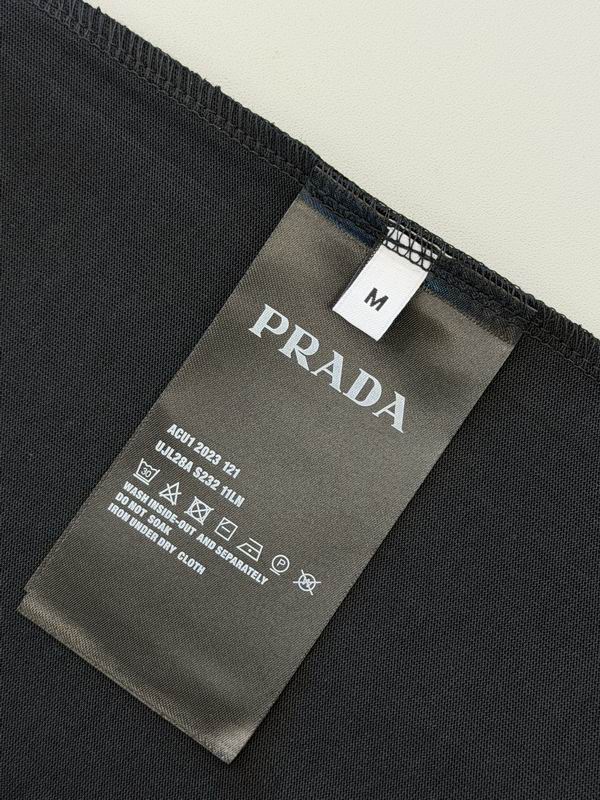 M
PRADA
ACU1 2023 121
UJL28A S232 11LN
30
P
WASH INSIDE-OUT AND SEPARATELY
DO NOT SOAK
IRON UNDER DRY CLOTH